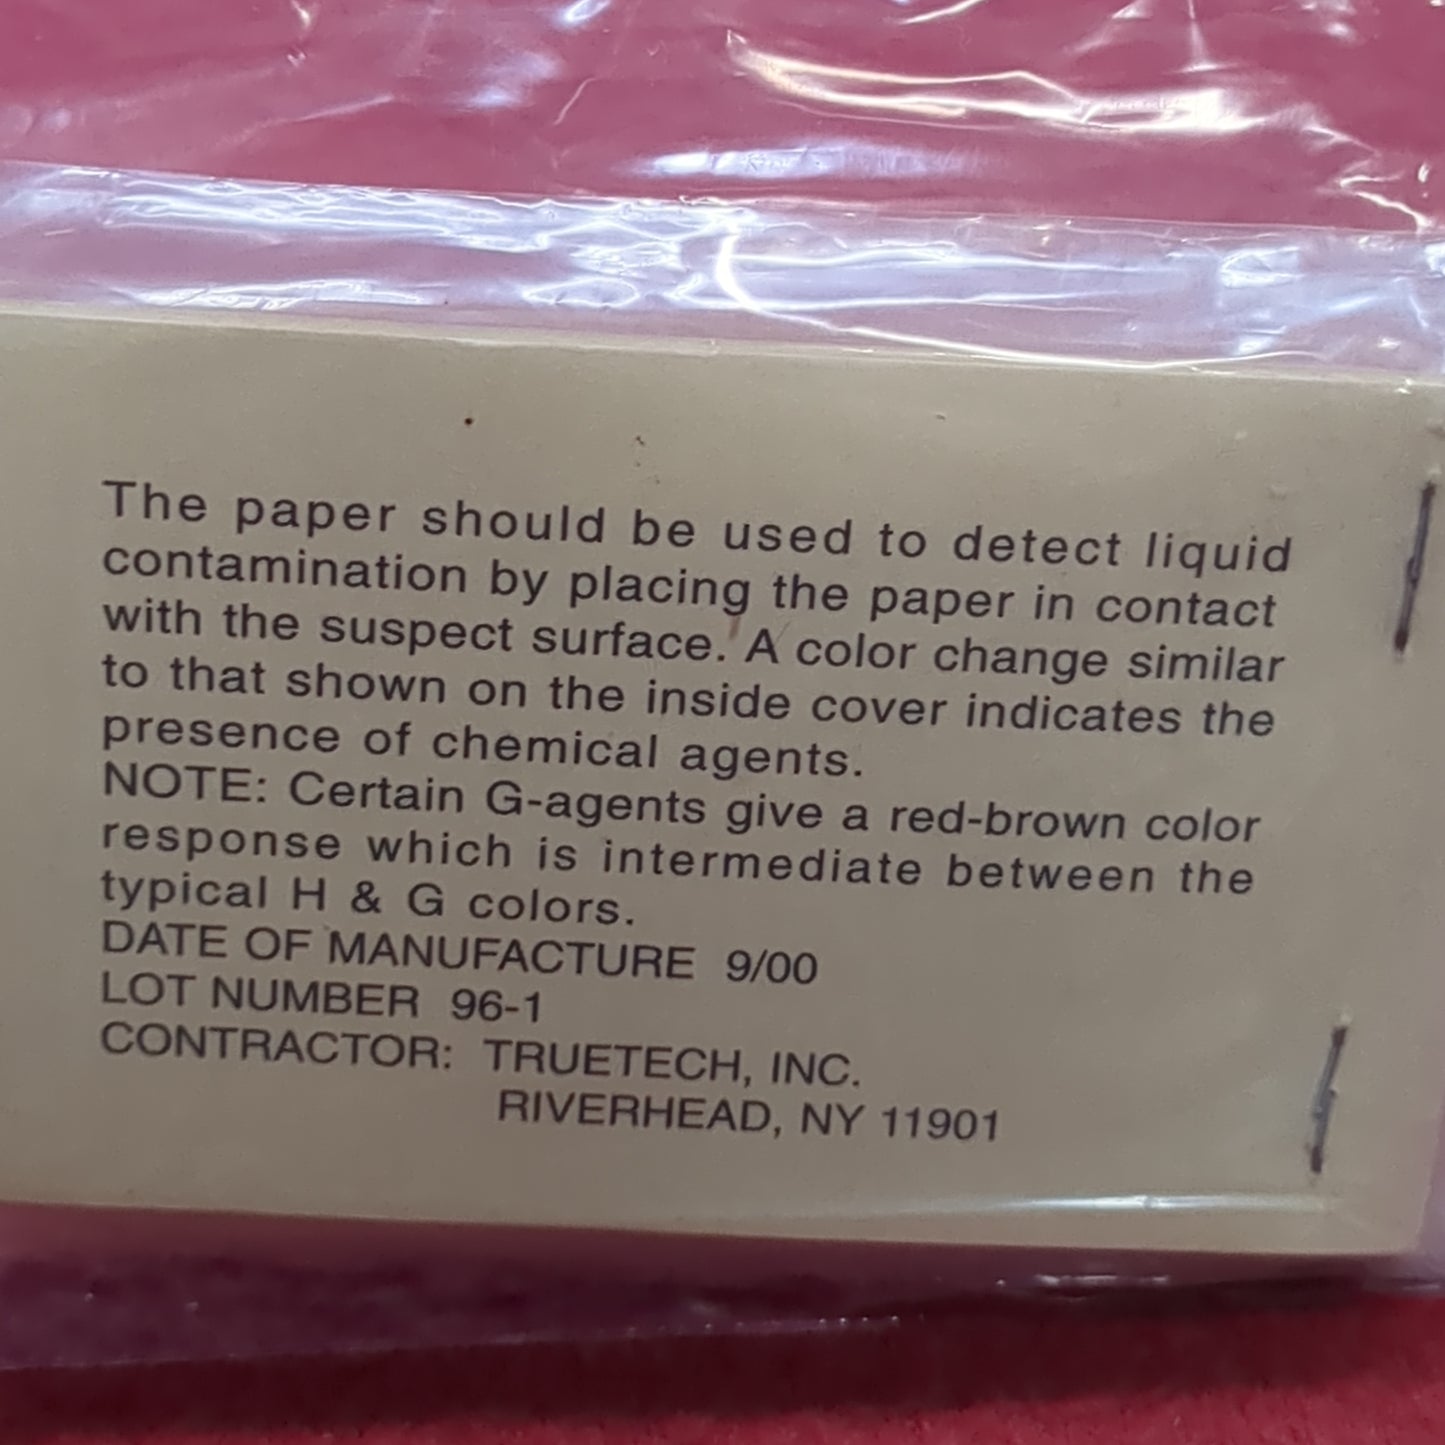 The paper should be used to detect liquid
contamination by placing the paper in contact
with the suspect surface. A color change similar
to that shown on the inside cover indicates the
presence of chemical agents.
NOTE: Certain G-agents give a red-brown color
response which is intermediate between the
typical H & G colors.
DATE OF MANUFACTURE 9/00
LOT NUMBER 96-1
CONTRACTOR: TRUETECH, INC.
RIVERHEAD, NY 11901